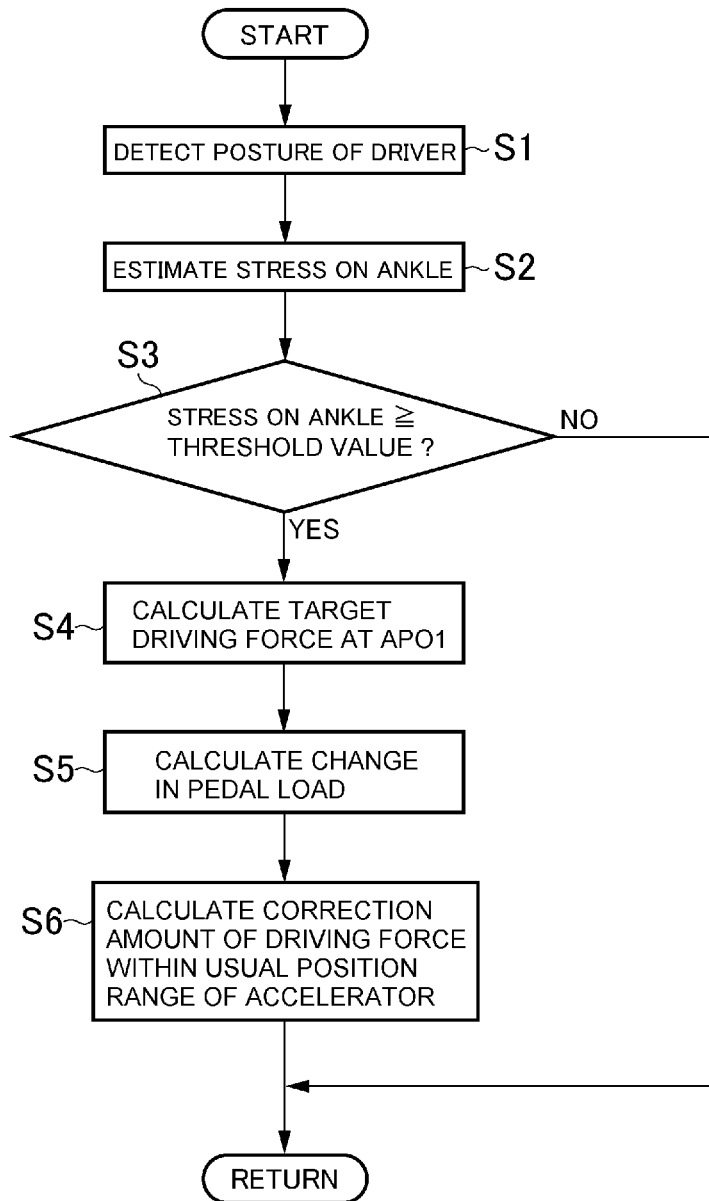 START
DETECT POSTURE OF DRIVER
S1
ESTIMATE STRESS ON ANKLE
S2
S3
STRESS ON ANKLE ≧
THRESHOLD VALUE ?
NO
YES
S4
CALCULATE TARGET
DRIVING FORCE AT APO1
S5
CALCULATE CHANGE
IN PEDAL LOAD
S6
CALCULATE CORRECTION
AMOUNT OF DRIVING FORCE
WITHIN USUAL POSITION
RANGE OF ACCELERATOR
RETURN